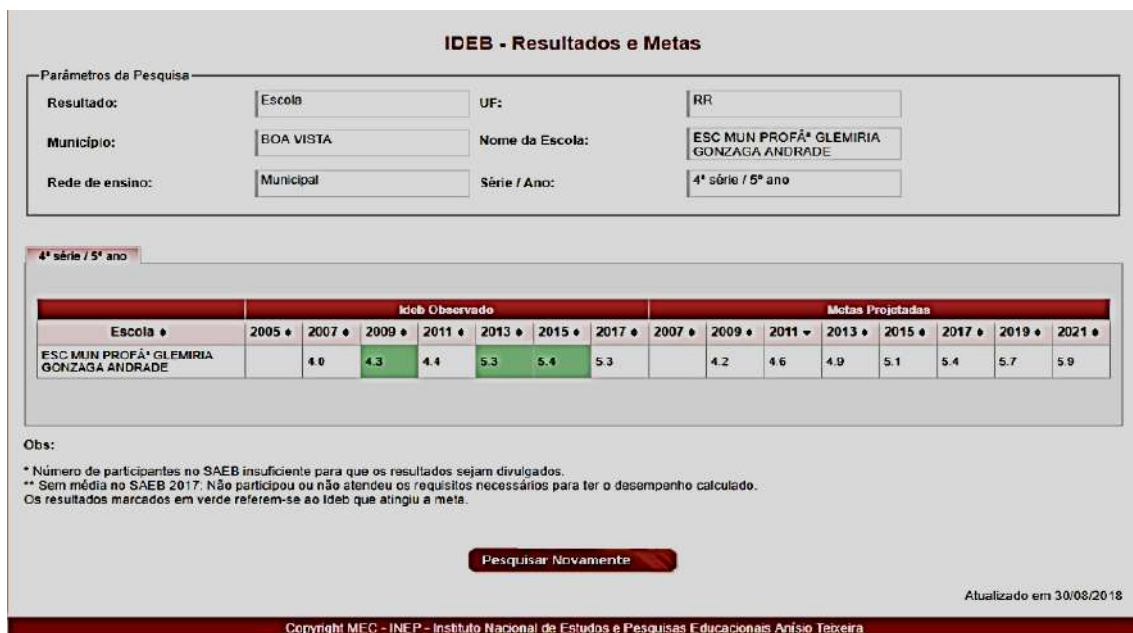 IDEB - Resultados e Metas
Parâmetros da Pesquisa
Resultado: Escola UF: RR
Município: BOA VISTA Nome da Escola: ESC MUN PROFÂª GLEMIRIA
GONZAGA ANDRADE
Rede de ensino: Municipal Série / Ano: 4ª série / 5º ano
4ª série / 5º ano
Ideb Observado Metas Projetadas
Escola 2005 2007 2009 2011 2013 2015 2017 2007 2009 2011 2013 2015 2017 2019 2021
ESC MUN PROFÂª GLEMIRIA
GONZAGA ANDRADE 4.0 4.3 4.4 5.3 5.4 5.3 4.2 4.6 4.9 5.1 5.4 5.7 5.9
Obs:
* Número de participantes no SAEB insuficiente para que os resultados sejam divulgados.
** Sem média no SAEB 2017: Não participou ou não atendeu os requisitos necessários para ter o desempenho calculado.
Os resultados marcados em verde referem-se ao Ideb que atingiu a meta.
Pesquisar Novamente
Atualizado em 30/08/2018
Copyright MEC - INEP - Instituto Nacional de Estudos e Pesquisas Educacionais Anísio Teixeira